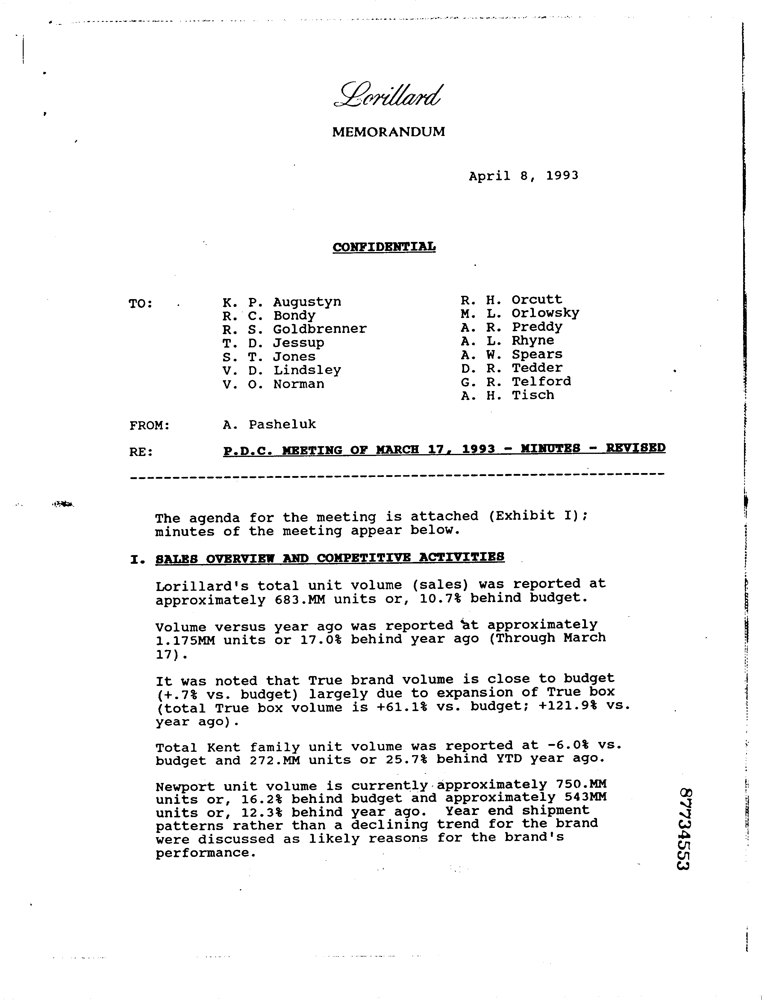 Lorillard
MEMORANDUM
April 8, 1993
CONFIDENTIAL
TO:
K. P. Augustyn
R. C. Bondy
R. S. Goldbrenner
T. D. Jessup
S. T. Jones
V. D. Lindsley
V. O. Norman
R. H. Orcutt
M. L. Orlowsky
A. R. Preddy
A. L. Rhyne
A. W. Spears
D. R. Tedder
G. R. Telford
A. H. Tisch
FROM: A. Pasheluk
RE: P.D.C. MEETING OF MARCH 17, 1993 - MINUTES - REVISED
The agenda for the meeting is attached (Exhibit I);
minutes of the meeting appear below.
I. SALES OVERVIEW AND COMPETITIVE ACTIVITIES
Lorillard's total unit volume (sales) was reported at
approximately 683.MM units or, 10.7% behind budget.
Volume versus year ago was reported at approximately
1.175MM units or 17.0% behind year ago (Through March
17).
It was noted that True brand volume is close to budget
(+.7% vs. budget) largely due to expansion of True box
(total True box volume is +61.1% vs. budget; +121.9% vs.
year ago).
Total Kent family unit volume was reported at -6.0% vs.
budget and 272.MM units or 25.7% behind YTD year ago.
Newport unit volume is currently approximately 750.MM
units or, 16.2% behind budget and approximately 543MM
units or, 12.3% behind year ago. Year end shipment
patterns rather than a declining trend for the brand
were discussed as likely reasons for the brand's
performance.
87734553